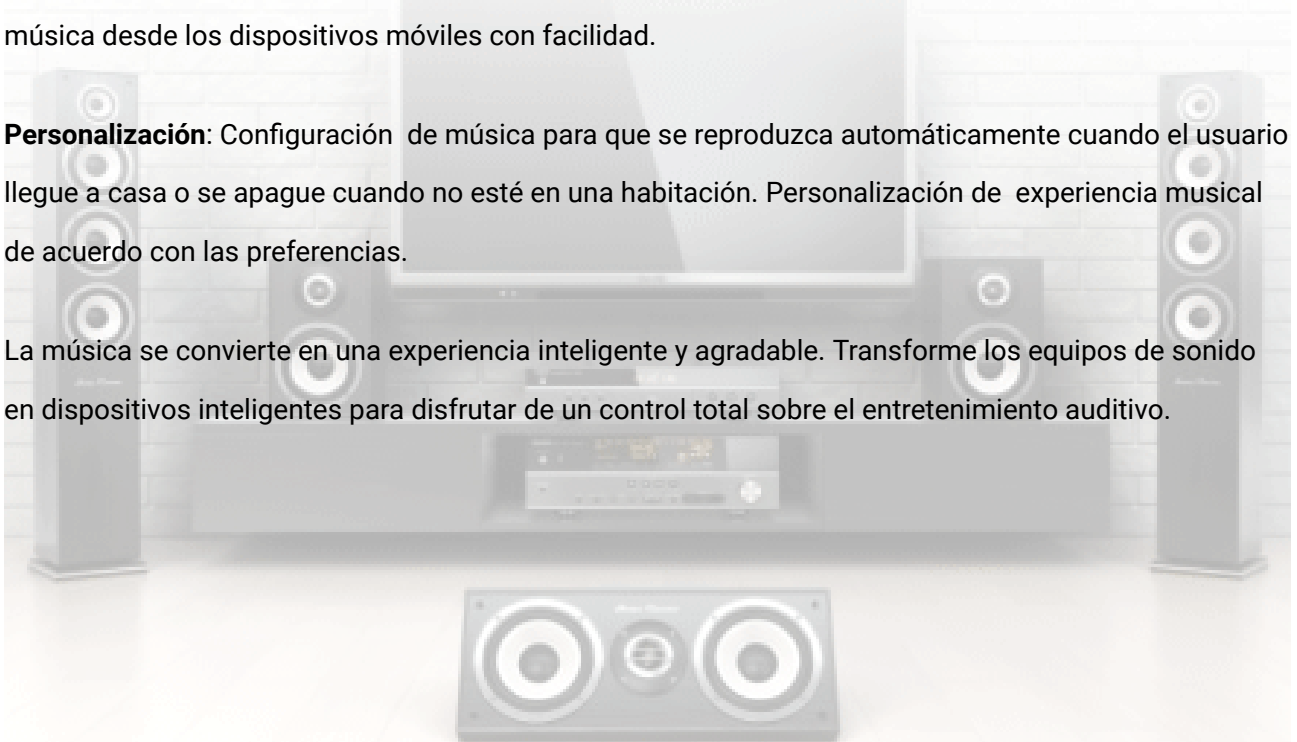 música desde los dispositivos móviles con facilidad.
Personalización: Configuración  de música para que se reproduzca automáticamente cuando el usuario
llegue a casa o se apague cuando no esté en una habitación. Personalización de  experiencia musical
de acuerdo con las preferencias.
La música se convierte en una experiencia inteligente y agradable. Transforme los equipos de sonido
en dispositivos inteligentes para disfrutar de un control total sobre el entretenimiento auditivo.